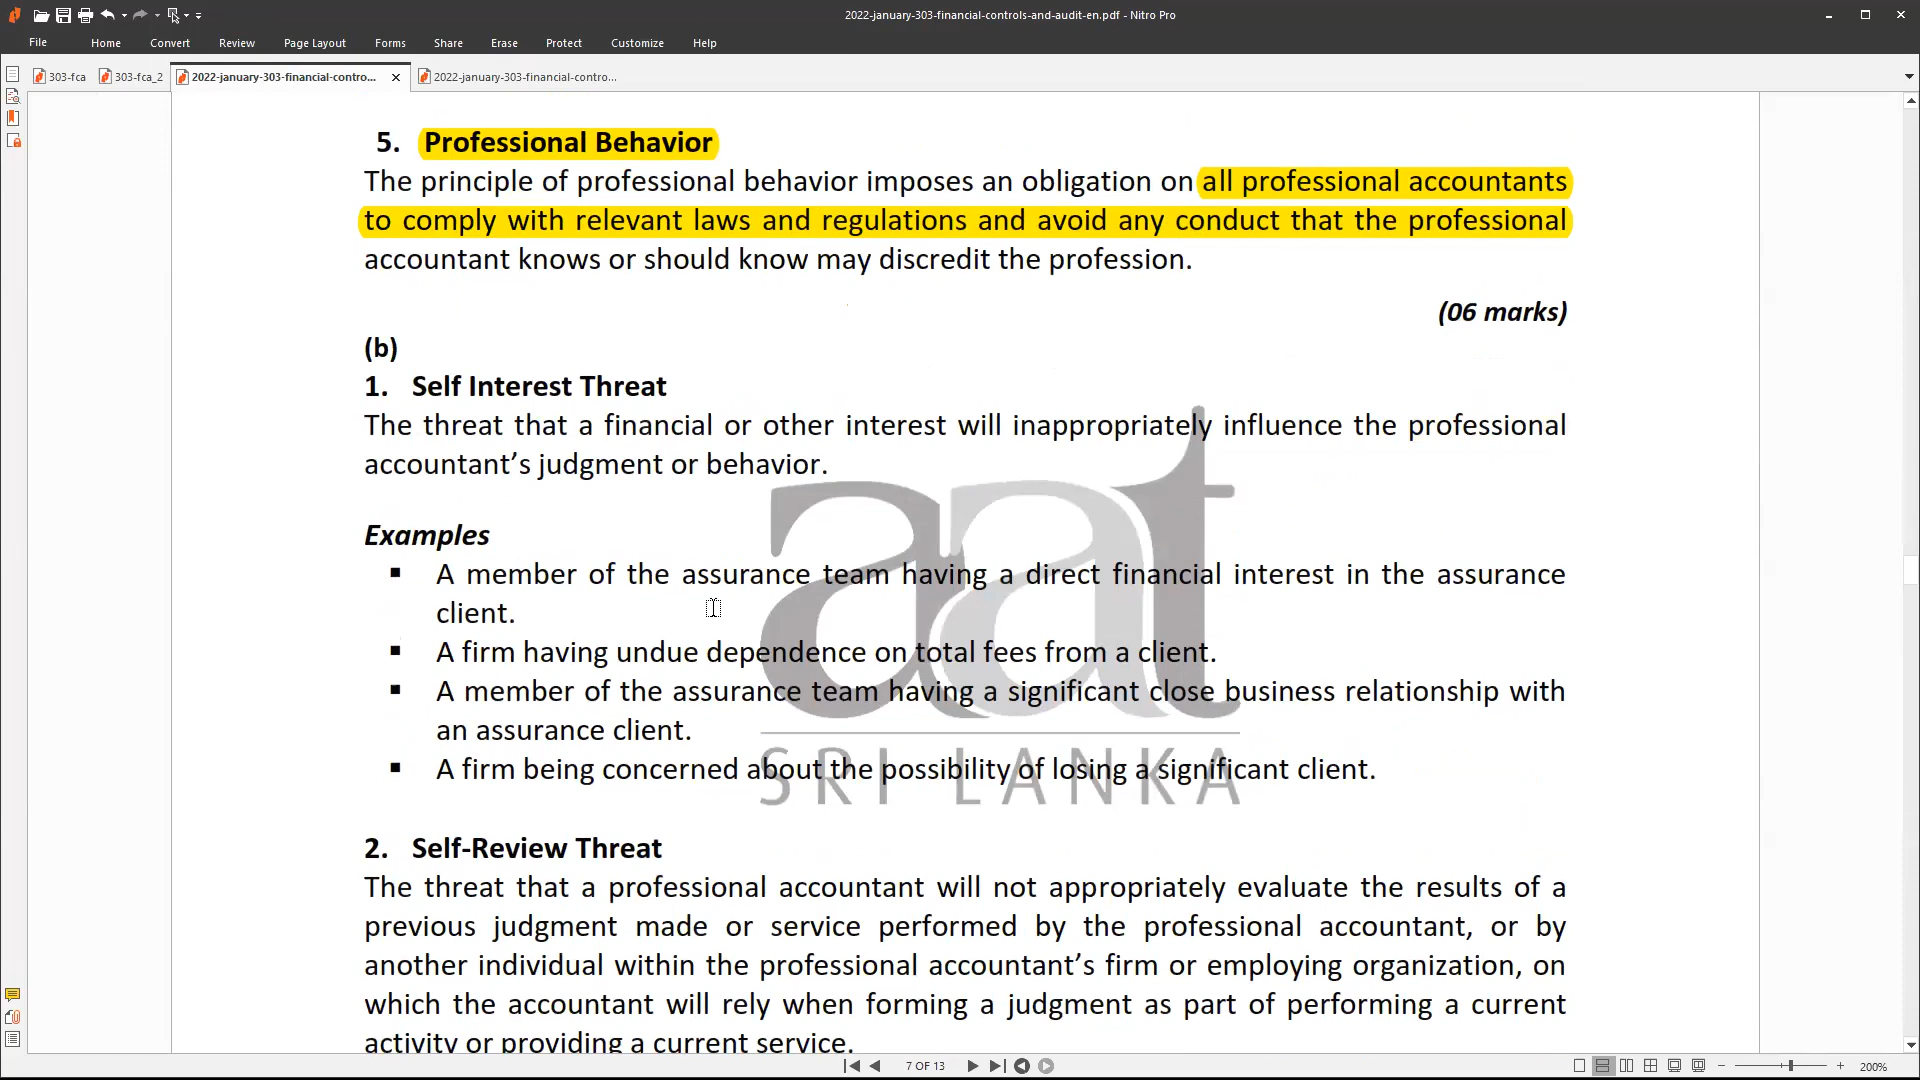 2022-january-303-financial-controls-and-audit-en.pdf - Nitro Pro
File Home Convert Review Page Layout Forms Share Erase Protect Customize Help
303-fca 303-fca_2 2022-january-303-financial-contro... 2022-january-303-financial-contro...
5. Professional Behavior
The principle of professional behavior imposes an obligation on all professional accountants
to comply with relevant laws and regulations and avoid any conduct that the professional
accountant knows or should know may discredit the profession.
(06 marks)
(b)
1. Self Interest Threat
The threat that a financial or other interest will inappropriately influence the professional
accountant’s judgment or behavior.
Examples
▪ A member of the assurance team having a direct financial interest in the assurance
client.
▪ A firm having undue dependence on total fees from a client.
▪ A member of the assurance team having a significant close business relationship with
an assurance client.
▪ A firm being concerned about the possibility of losing a significant client.
aat
SRI LANKA
2. Self-Review Threat
The threat that a professional accountant will not appropriately evaluate the results of a
previous judgment made or service performed by the professional accountant, or by
another individual within the professional accountant’s firm or employing organization, on
which the accountant will rely when forming a judgment as part of performing a current
activity or providing a current service.
7 OF 13
200%